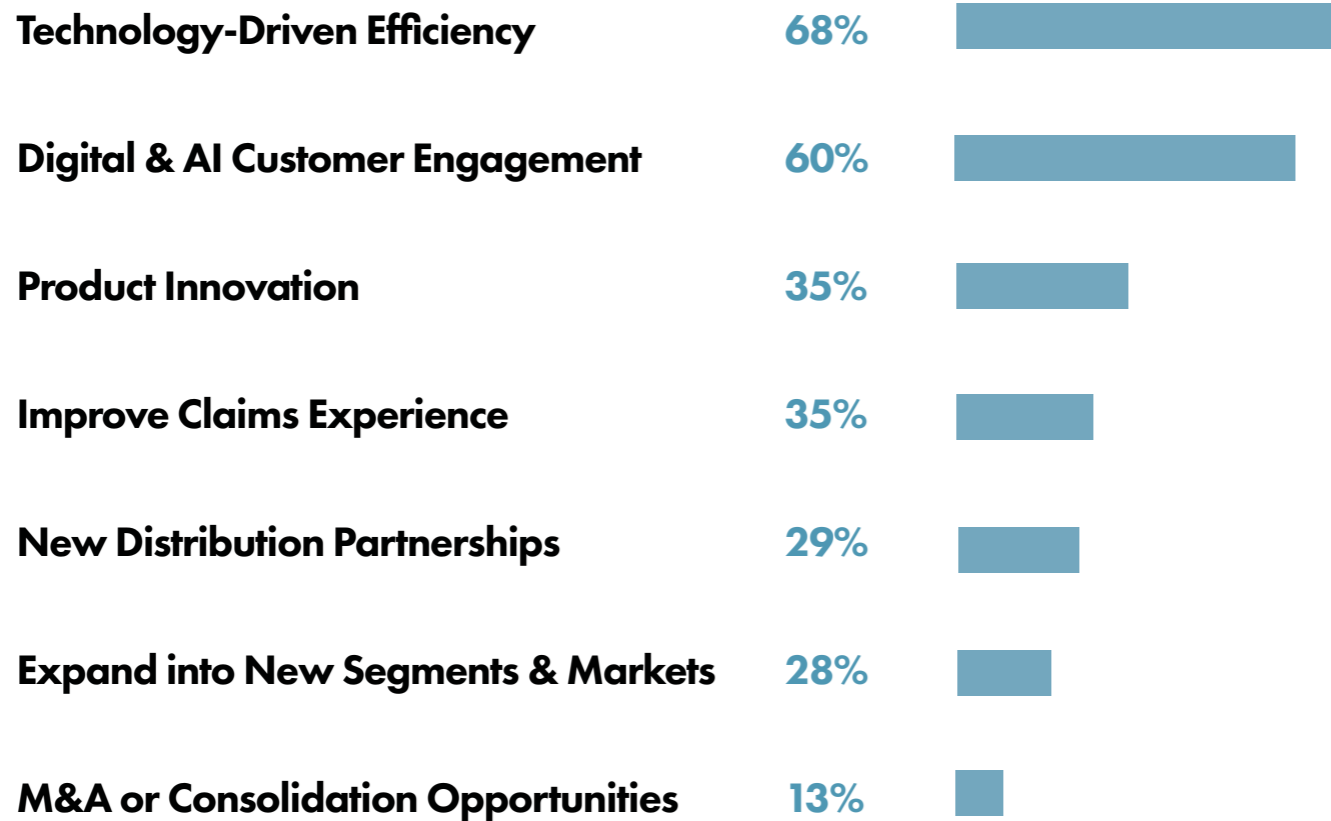 Technology-Driven Efficiency 68%
Digital & AI Customer Engagement 60%
Product Innovation 35%
Improve Claims Experience 35%
New Distribution Partnerships 29%
Expand into New Segments & Markets 28%
M&A or Consolidation Opportunities 13%